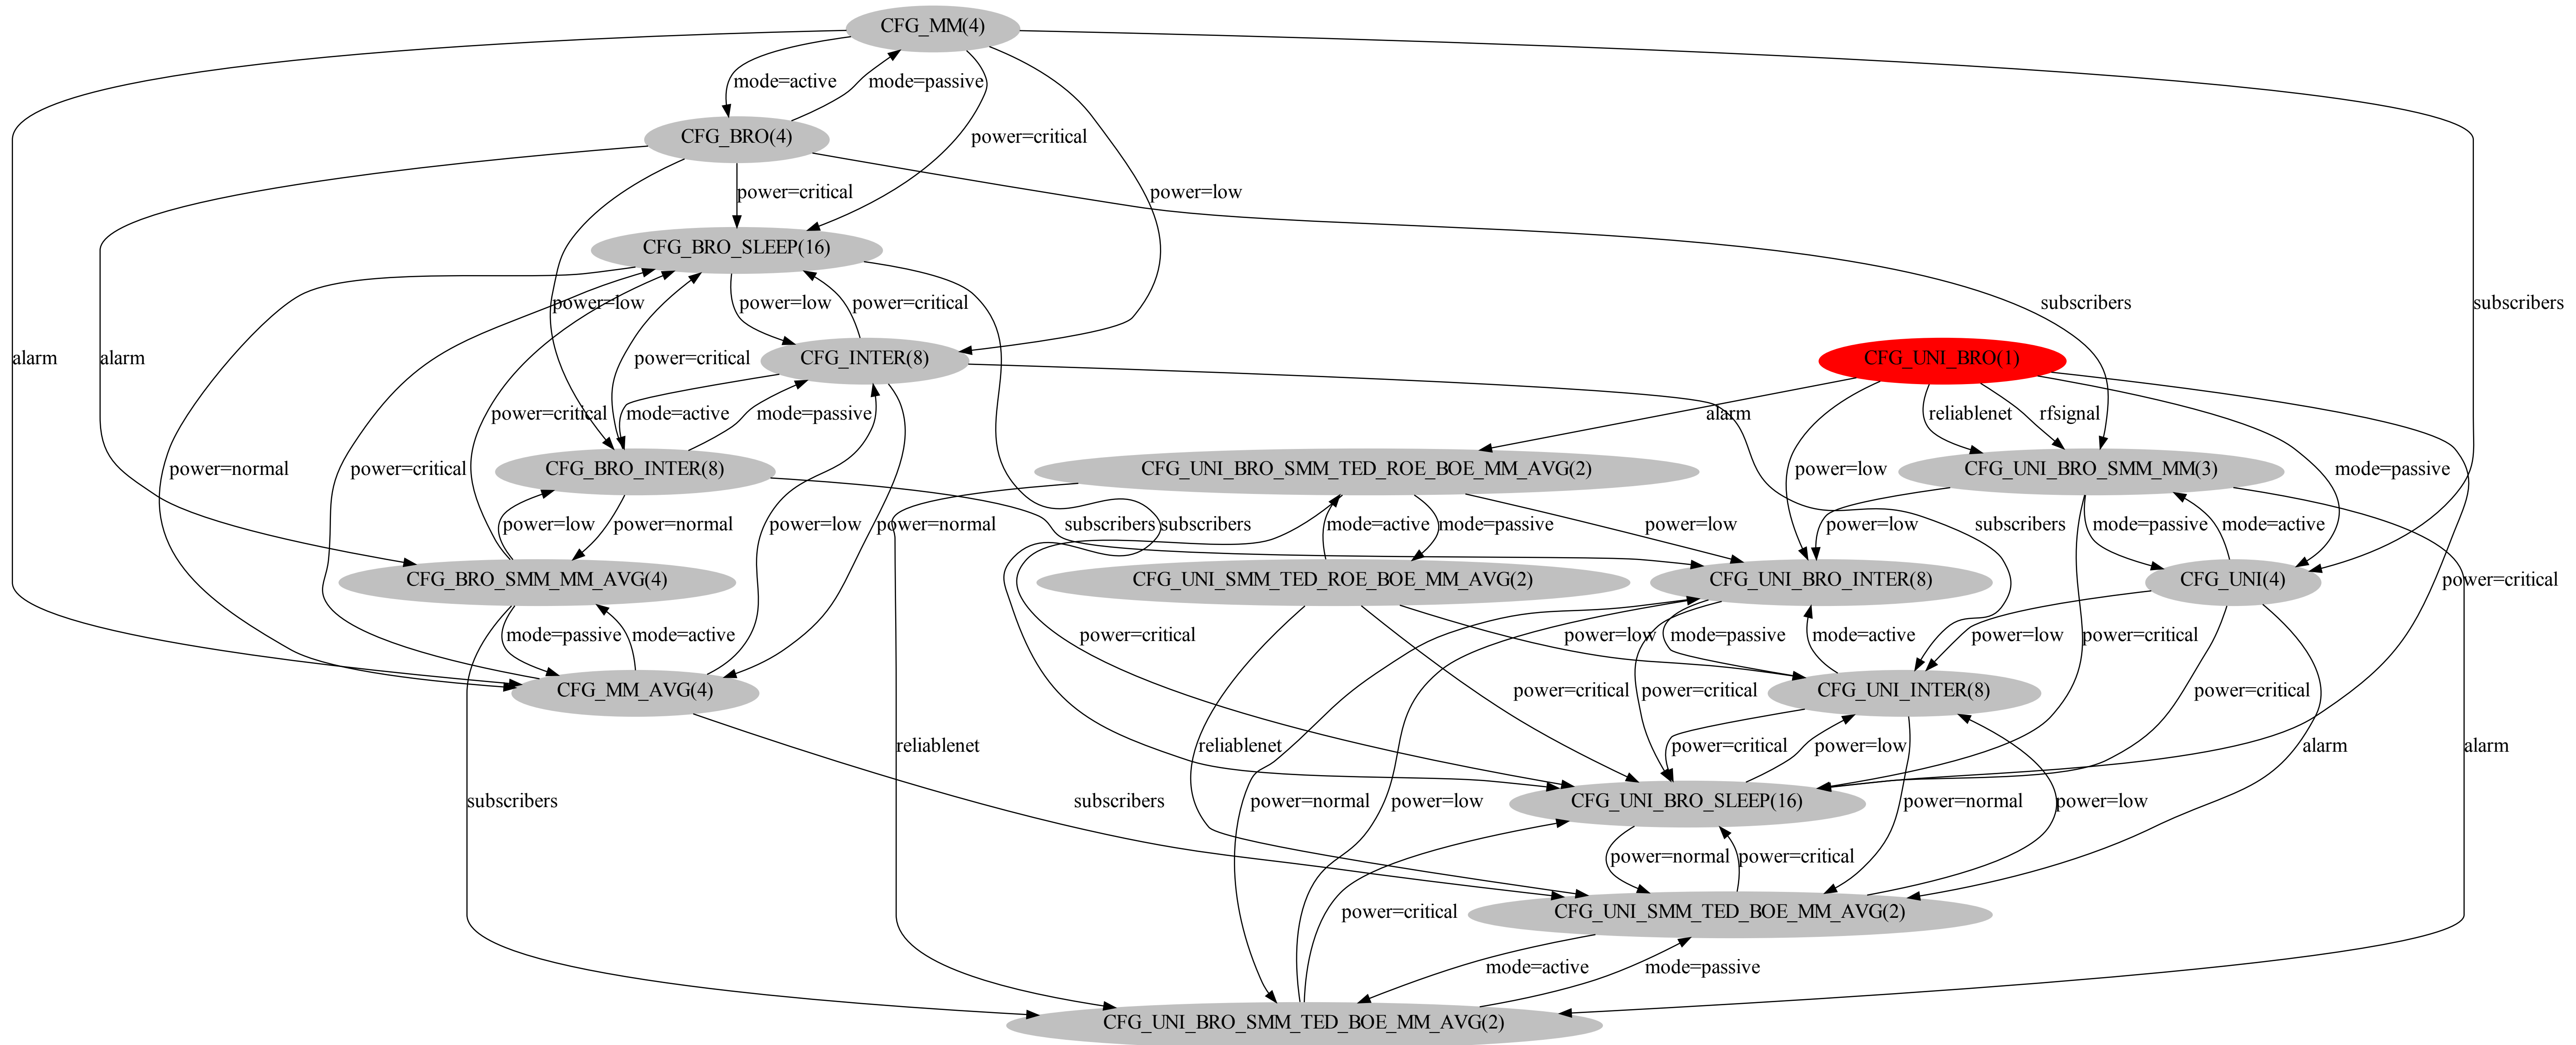 CFG_MM(4)
mode=active
mode=passive
CFG_BRO(4)
power=critical
power=critical
power=low
CFG_BRO_SLEEP(16)
power=low
power=low
power=critical
subscribers
subscribers
alarm
alarm
power=critical
CFG_INTER(8)
CFG_UNI_BRO(1)
power=critical
mode=active
mode=passive
alarm
reliablenet
rfsignal
power=normal
power=critical
CFG_BRO_INTER(8)
CFG_UNI_BRO_SMM_TED_ROE_BOE_MM_AVG(2)
power=low
CFG_UNI_BRO_SMM_MM(3)
mode=passive
power=low
power=normal
power=low
power=normal
subscribers
subscribers
mode=active
mode=passive
power=low
power=low
subscribers
mode=passive
mode=active
CFG_BRO_SMM_MM_AVG(4)
CFG_UNI_SMM_TED_ROE_BOE_MM_AVG(2)
CFG_UNI_BRO_INTER(8)
CFG_UNI(4)
power=critical
mode=passive
mode=active
power=critical
power=low
mode=passive
mode=active
power=low
power=critical
CFG_MM_AVG(4)
power=critical
power=critical
CFG_UNI_INTER(8)
power=critical
reliablenet
reliablenet
power=critical
power=low
alarm
alarm
subscribers
subscribers
power=normal
power=low
CFG_UNI_BRO_SLEEP(16)
power=normal
power=low
power=normal
power=critical
power=critical
CFG_UNI_SMM_TED_BOE_MM_AVG(2)
mode=active
mode=passive
CFG_UNI_BRO_SMM_TED_BOE_MM_AVG(2)